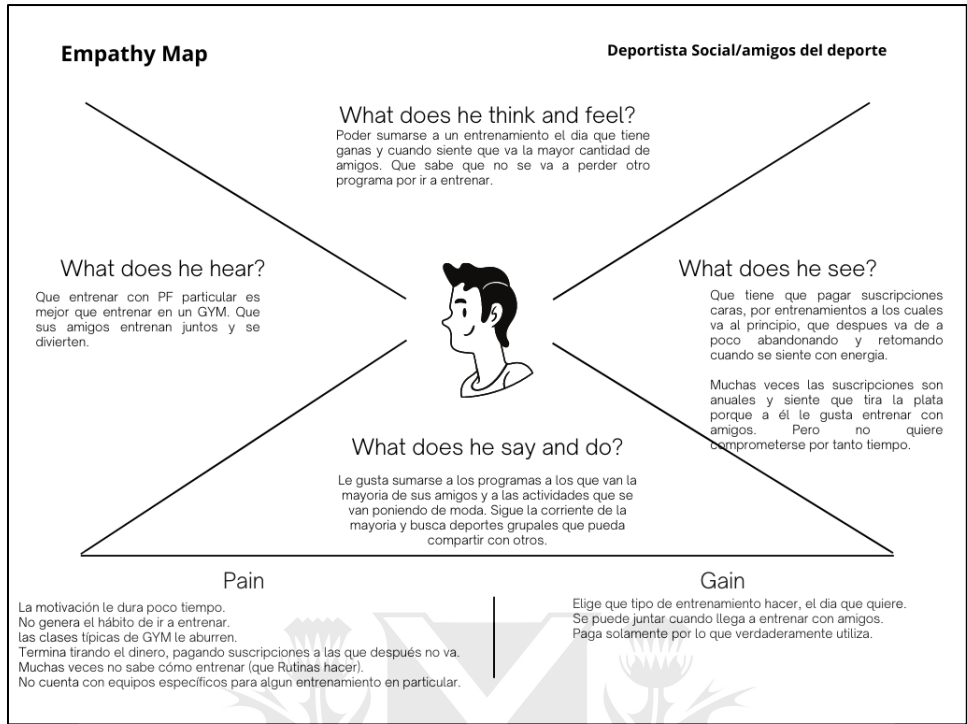 Empathy Map
Deportista Social/amigos del deporte
What does he think and feel?
Poder sumarse a un entrenamiento el dia que tiene
ganas y cuando siente que va la mayor cantidad de
amigos. Que sabe que no se va a perder otro
programa por ir a entrenar.
What does he hear?
Que entrenar con PF particular es
mejor que entrenar en un GYM. Que
sus amigos entrenan juntos y se
divierten.
What does he see?
Que tiene que pagar suscripciones
caras, por entrenamientos a los cuales
va al principio, que despues va de a
poco abandonando y retomando
cuando se siente con energia.
Muchas veces las suscripciones son
anuales y siente que tira la plata
porque a él le gusta entrenar con
amigos. Pero no quiere
comprometerse por tanto tiempo.
What does he say and do?
Le gusta sumarse a los programas a los que van la
mayoria de sus amigos y a las actividades que se
van poniendo de moda. Sigue la corriente de la
mayoria y busca deportes grupales que pueda
compartir con otros.
Pain
La motivación le dura poco tiempo.
No genera el hábito de ir a entrenar.
las clases típicas de GYM le aburren.
Termina tirando el dinero, pagando suscripciones a las que después no va.
Muchas veces no sabe cómo entrenar (que Rutinas hacer).
No cuenta con equipos específicos para algun entrenamiento en particular.
Gain
Elige que tipo de entrenamiento hacer, el dia que quiere.
Se puede juntar cuando llega a entrenar con amigos.
Paga solamente por lo que verdaderamente utiliza.